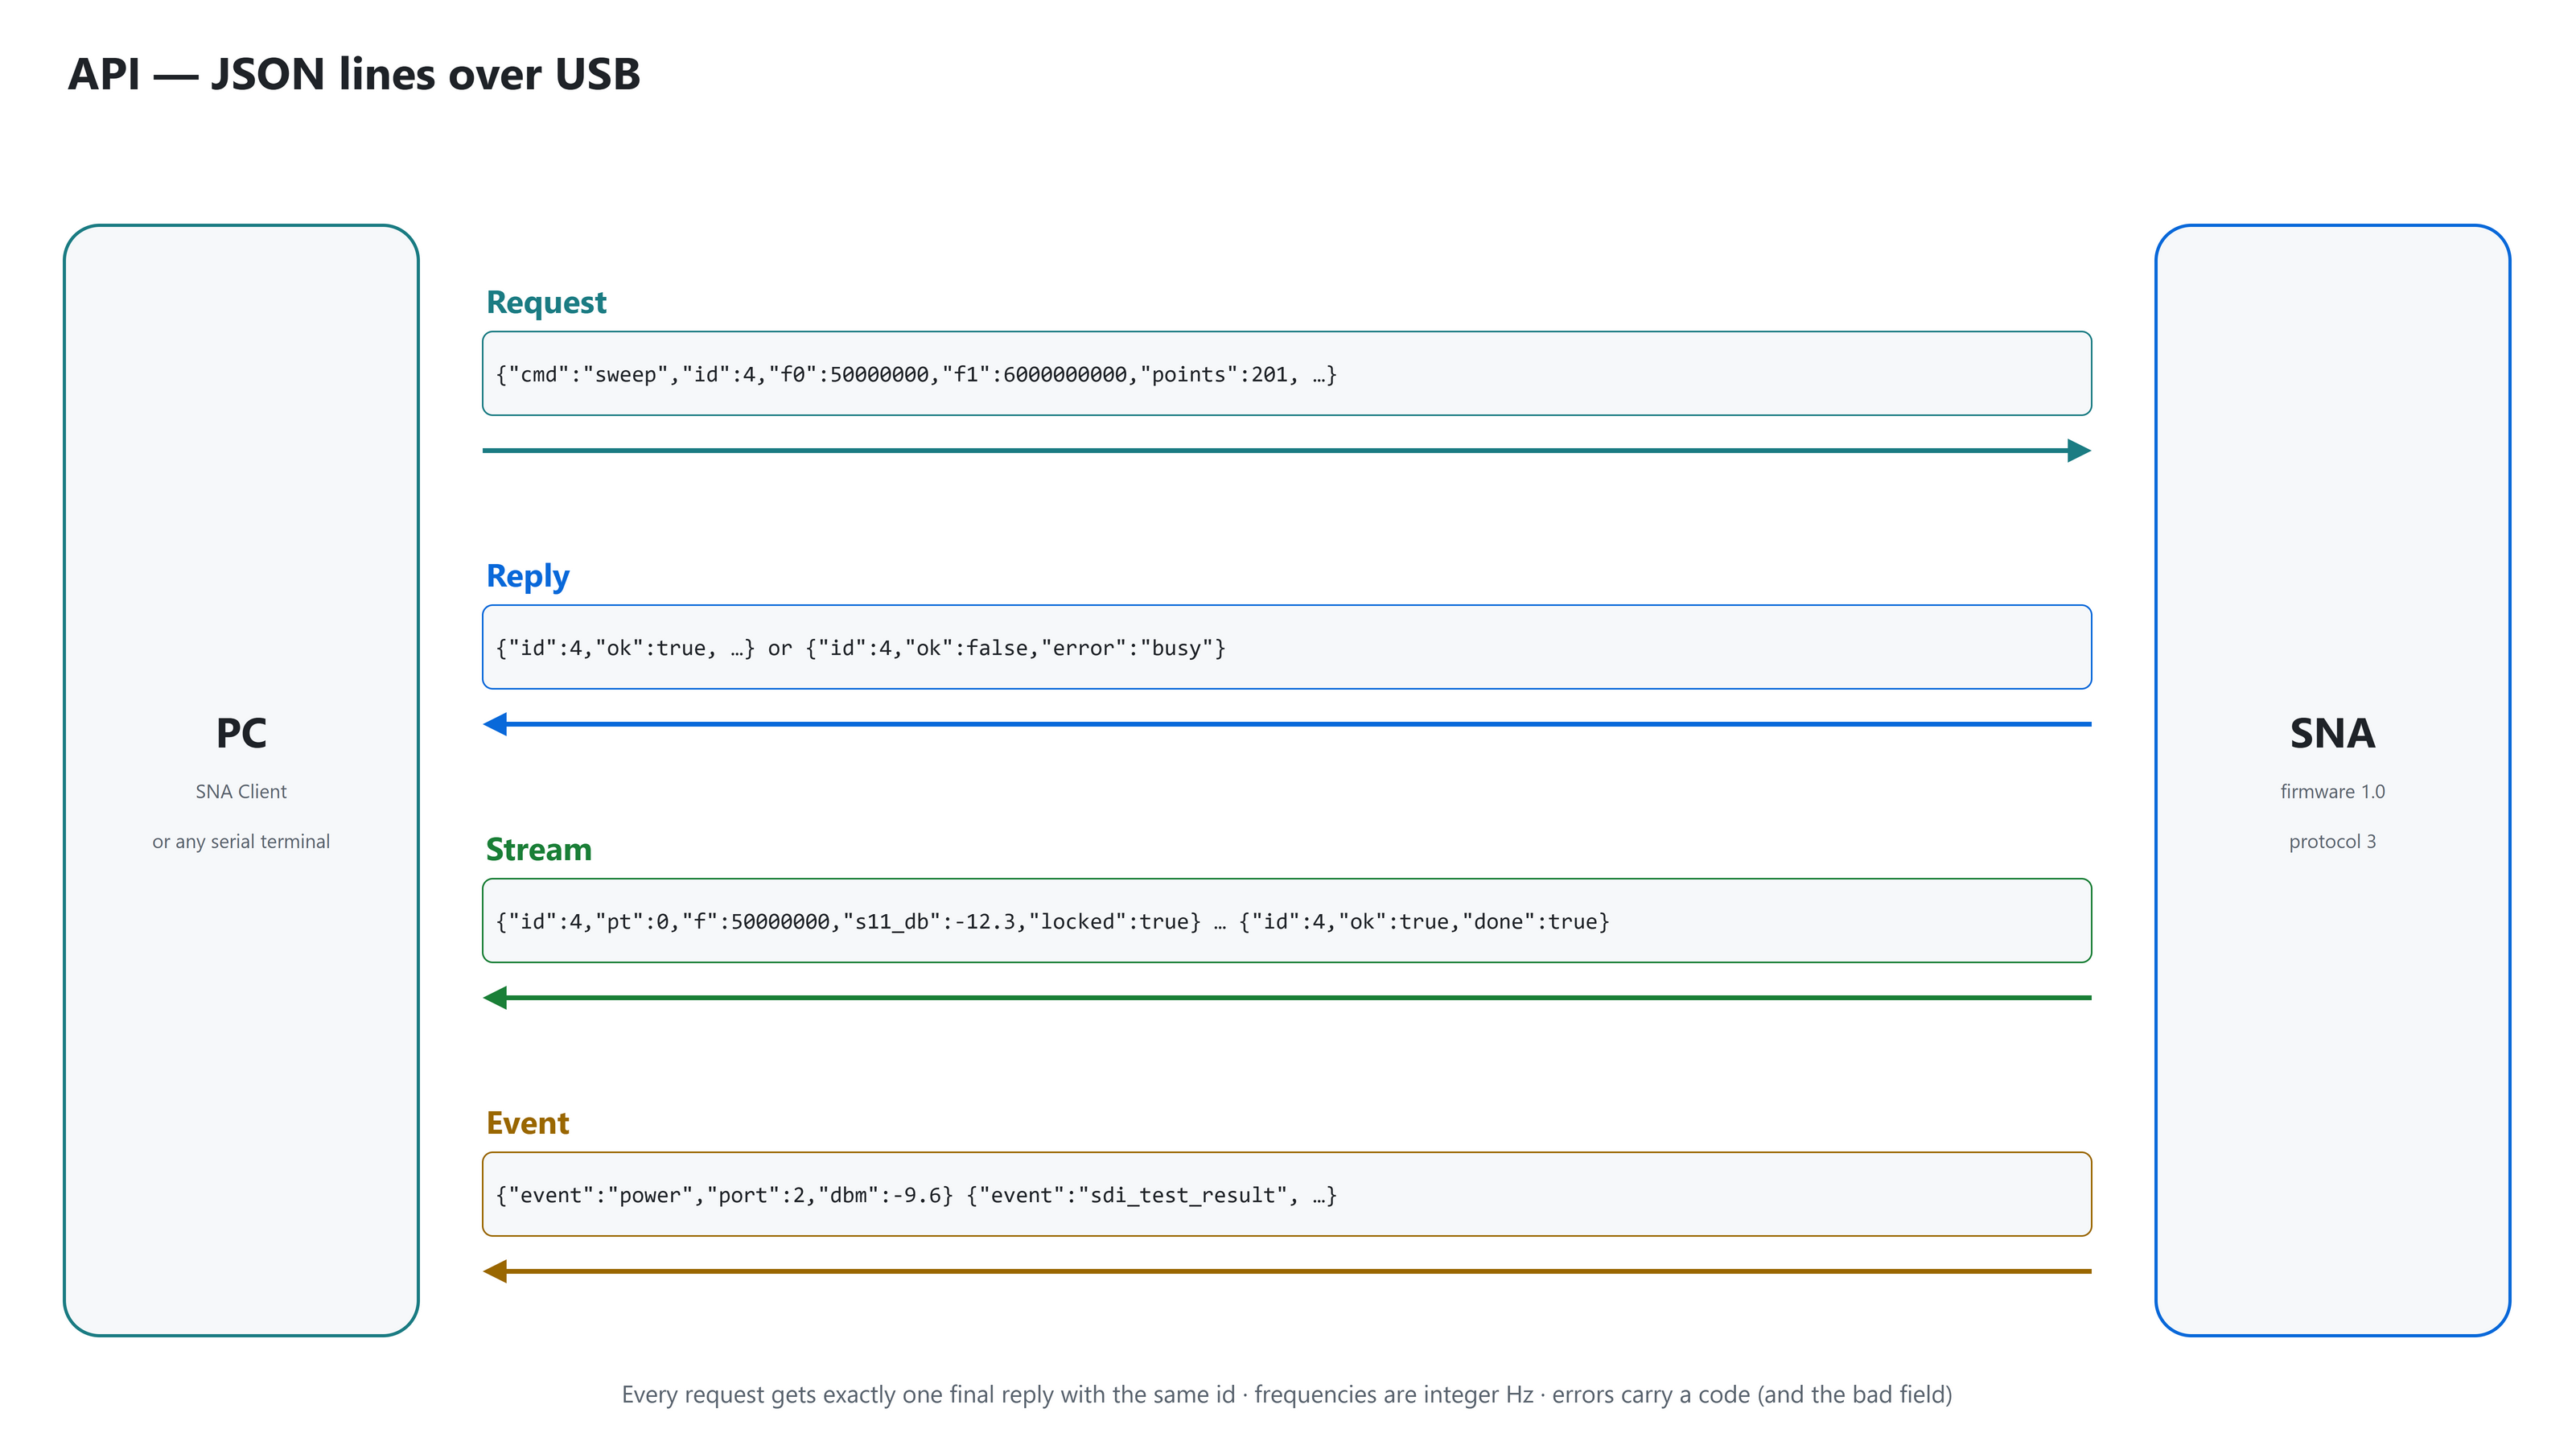 API — JSON lines over USB
PC
SNA Client
or any serial terminal
Request
{"cmd":"sweep","id":4,"f0":50000000,"f1":6000000000,"points":201, …}
Reply
{"id":4,"ok":true, …} or {"id":4,"ok":false,"error":"busy"}
Stream
{"id":4,"pt":0,"f":50000000,"s11_db":-12.3,"locked":true} … {"id":4,"ok":true,"done":true}
Event
{"event":"power","port":2,"dbm":-9.6} {"event":"sdi_test_result", …}
SNA
firmware 1.0
protocol 3
Every request gets exactly one final reply with the same id · frequencies are integer Hz · errors carry a code (and the bad field)